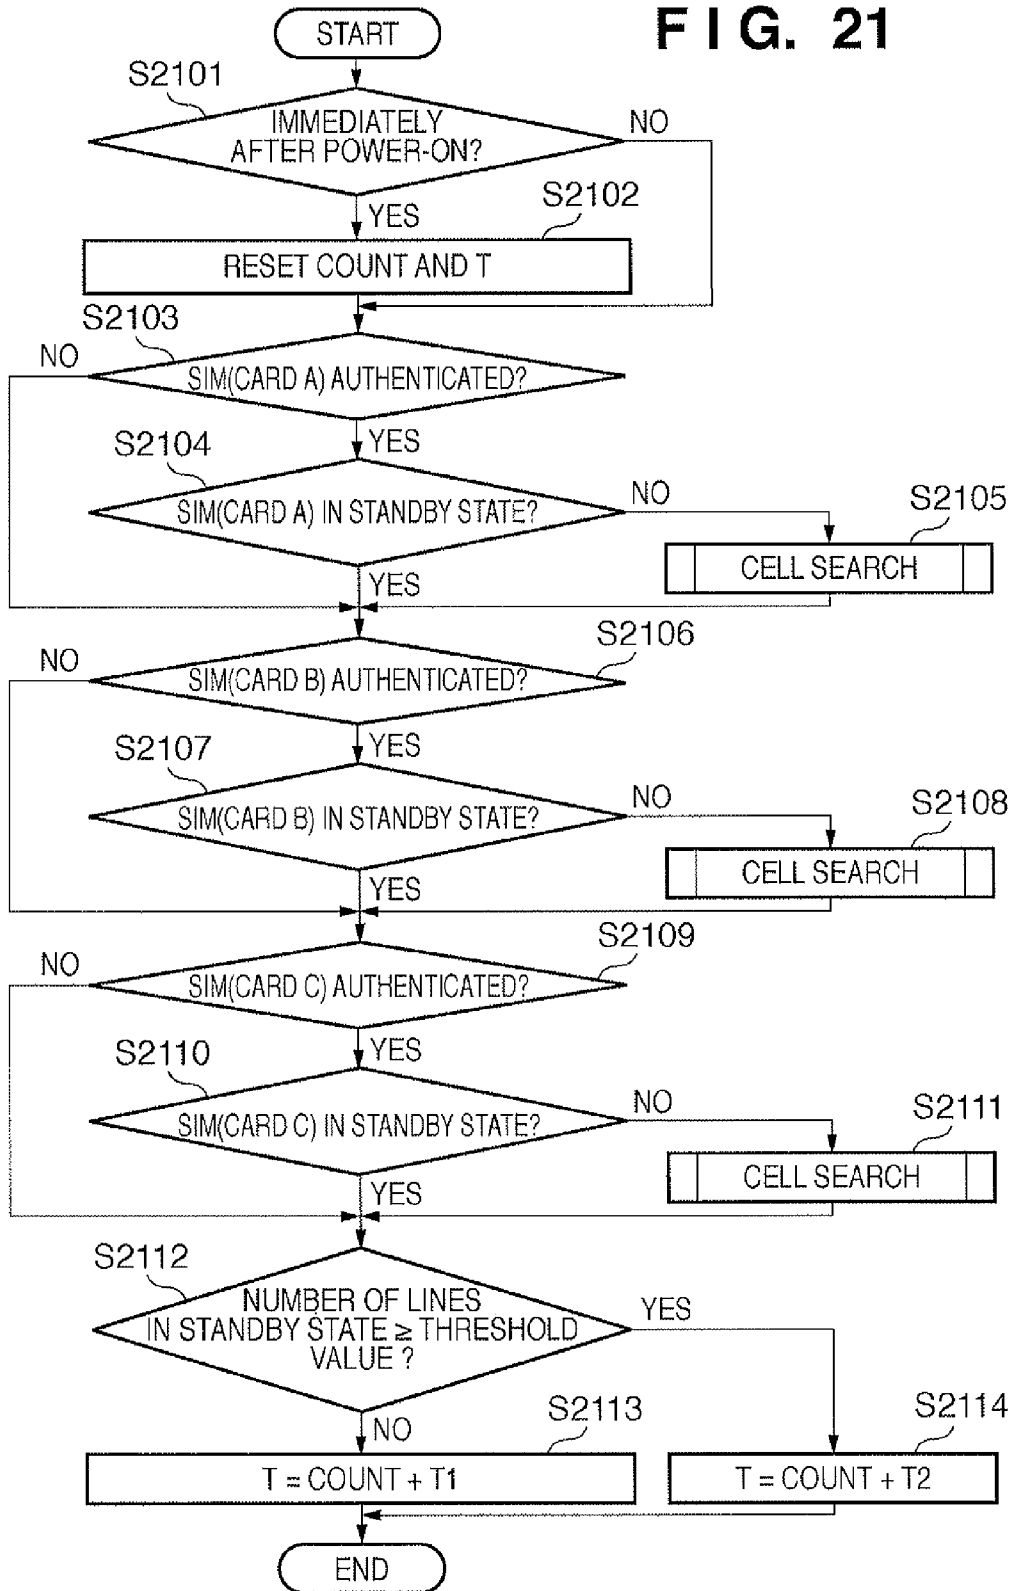 FIG. 21
START
S2101
IMMEDIATELY
AFTER POWER-ON?
NO
YES
S2102
RESET COUNT AND T
S2103
NO
SIM(CARD A) AUTHENTICATED?
YES
S2104
SIM(CARD A) IN STANDBY STATE?
NO
S2105
CELL SEARCH
YES
S2106
NO
SIM(CARD B) AUTHENTICATED?
YES
S2107
SIM(CARD B) IN STANDBY STATE?
NO
S2108
CELL SEARCH
YES
S2109
NO
SIM(CARD C) AUTHENTICATED?
YES
S2110
SIM(CARD C) IN STANDBY STATE?
NO
S2111
CELL SEARCH
YES
S2112
NUMBER OF LINES
IN STANDBY STATE ≥ THRESHOLD
VALUE ?
YES
NO
S2113
T = COUNT + T1
S2114
T = COUNT + T2
END